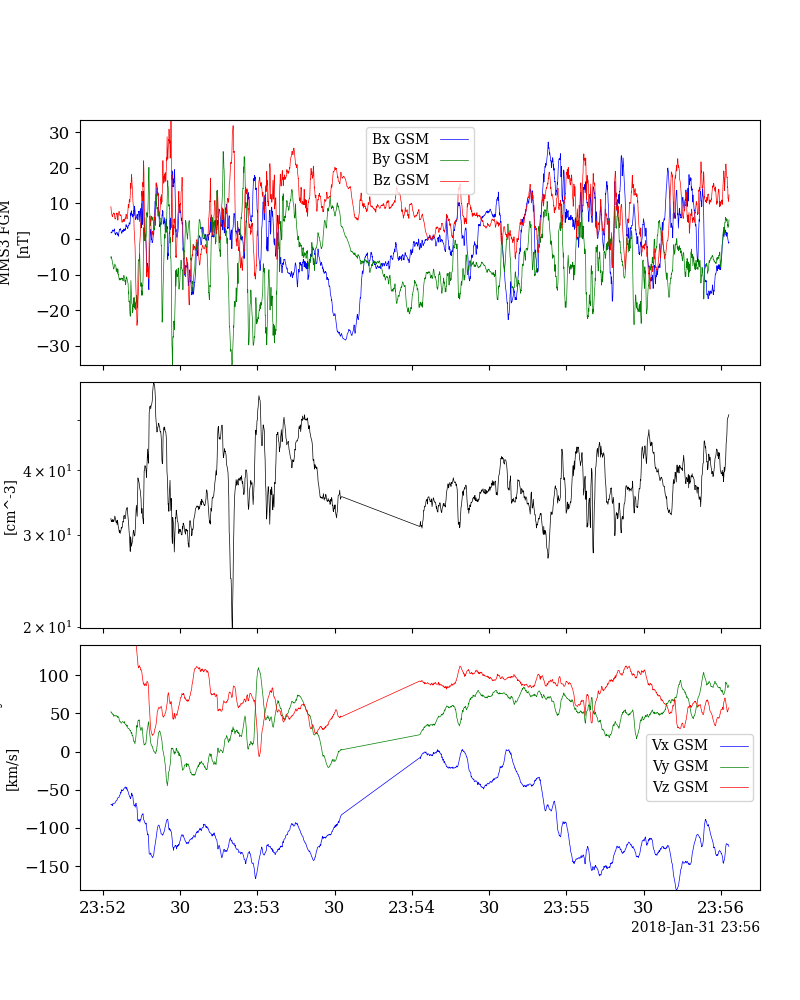 30
20
10
0
−10
−20
−30
MMS3 FGM
[nT]
Bx GSM
By GSM
Bz GSM
4 × 10¹
3 × 10¹
2 × 10¹
[cm^-3]
100
50
0
−50
−100
−150
[km/s]
Vx GSM
Vy GSM
Vz GSM
23:52 30 23:53 30 23:54 30 23:55 30 23:56
2018-Jan-31 23:56